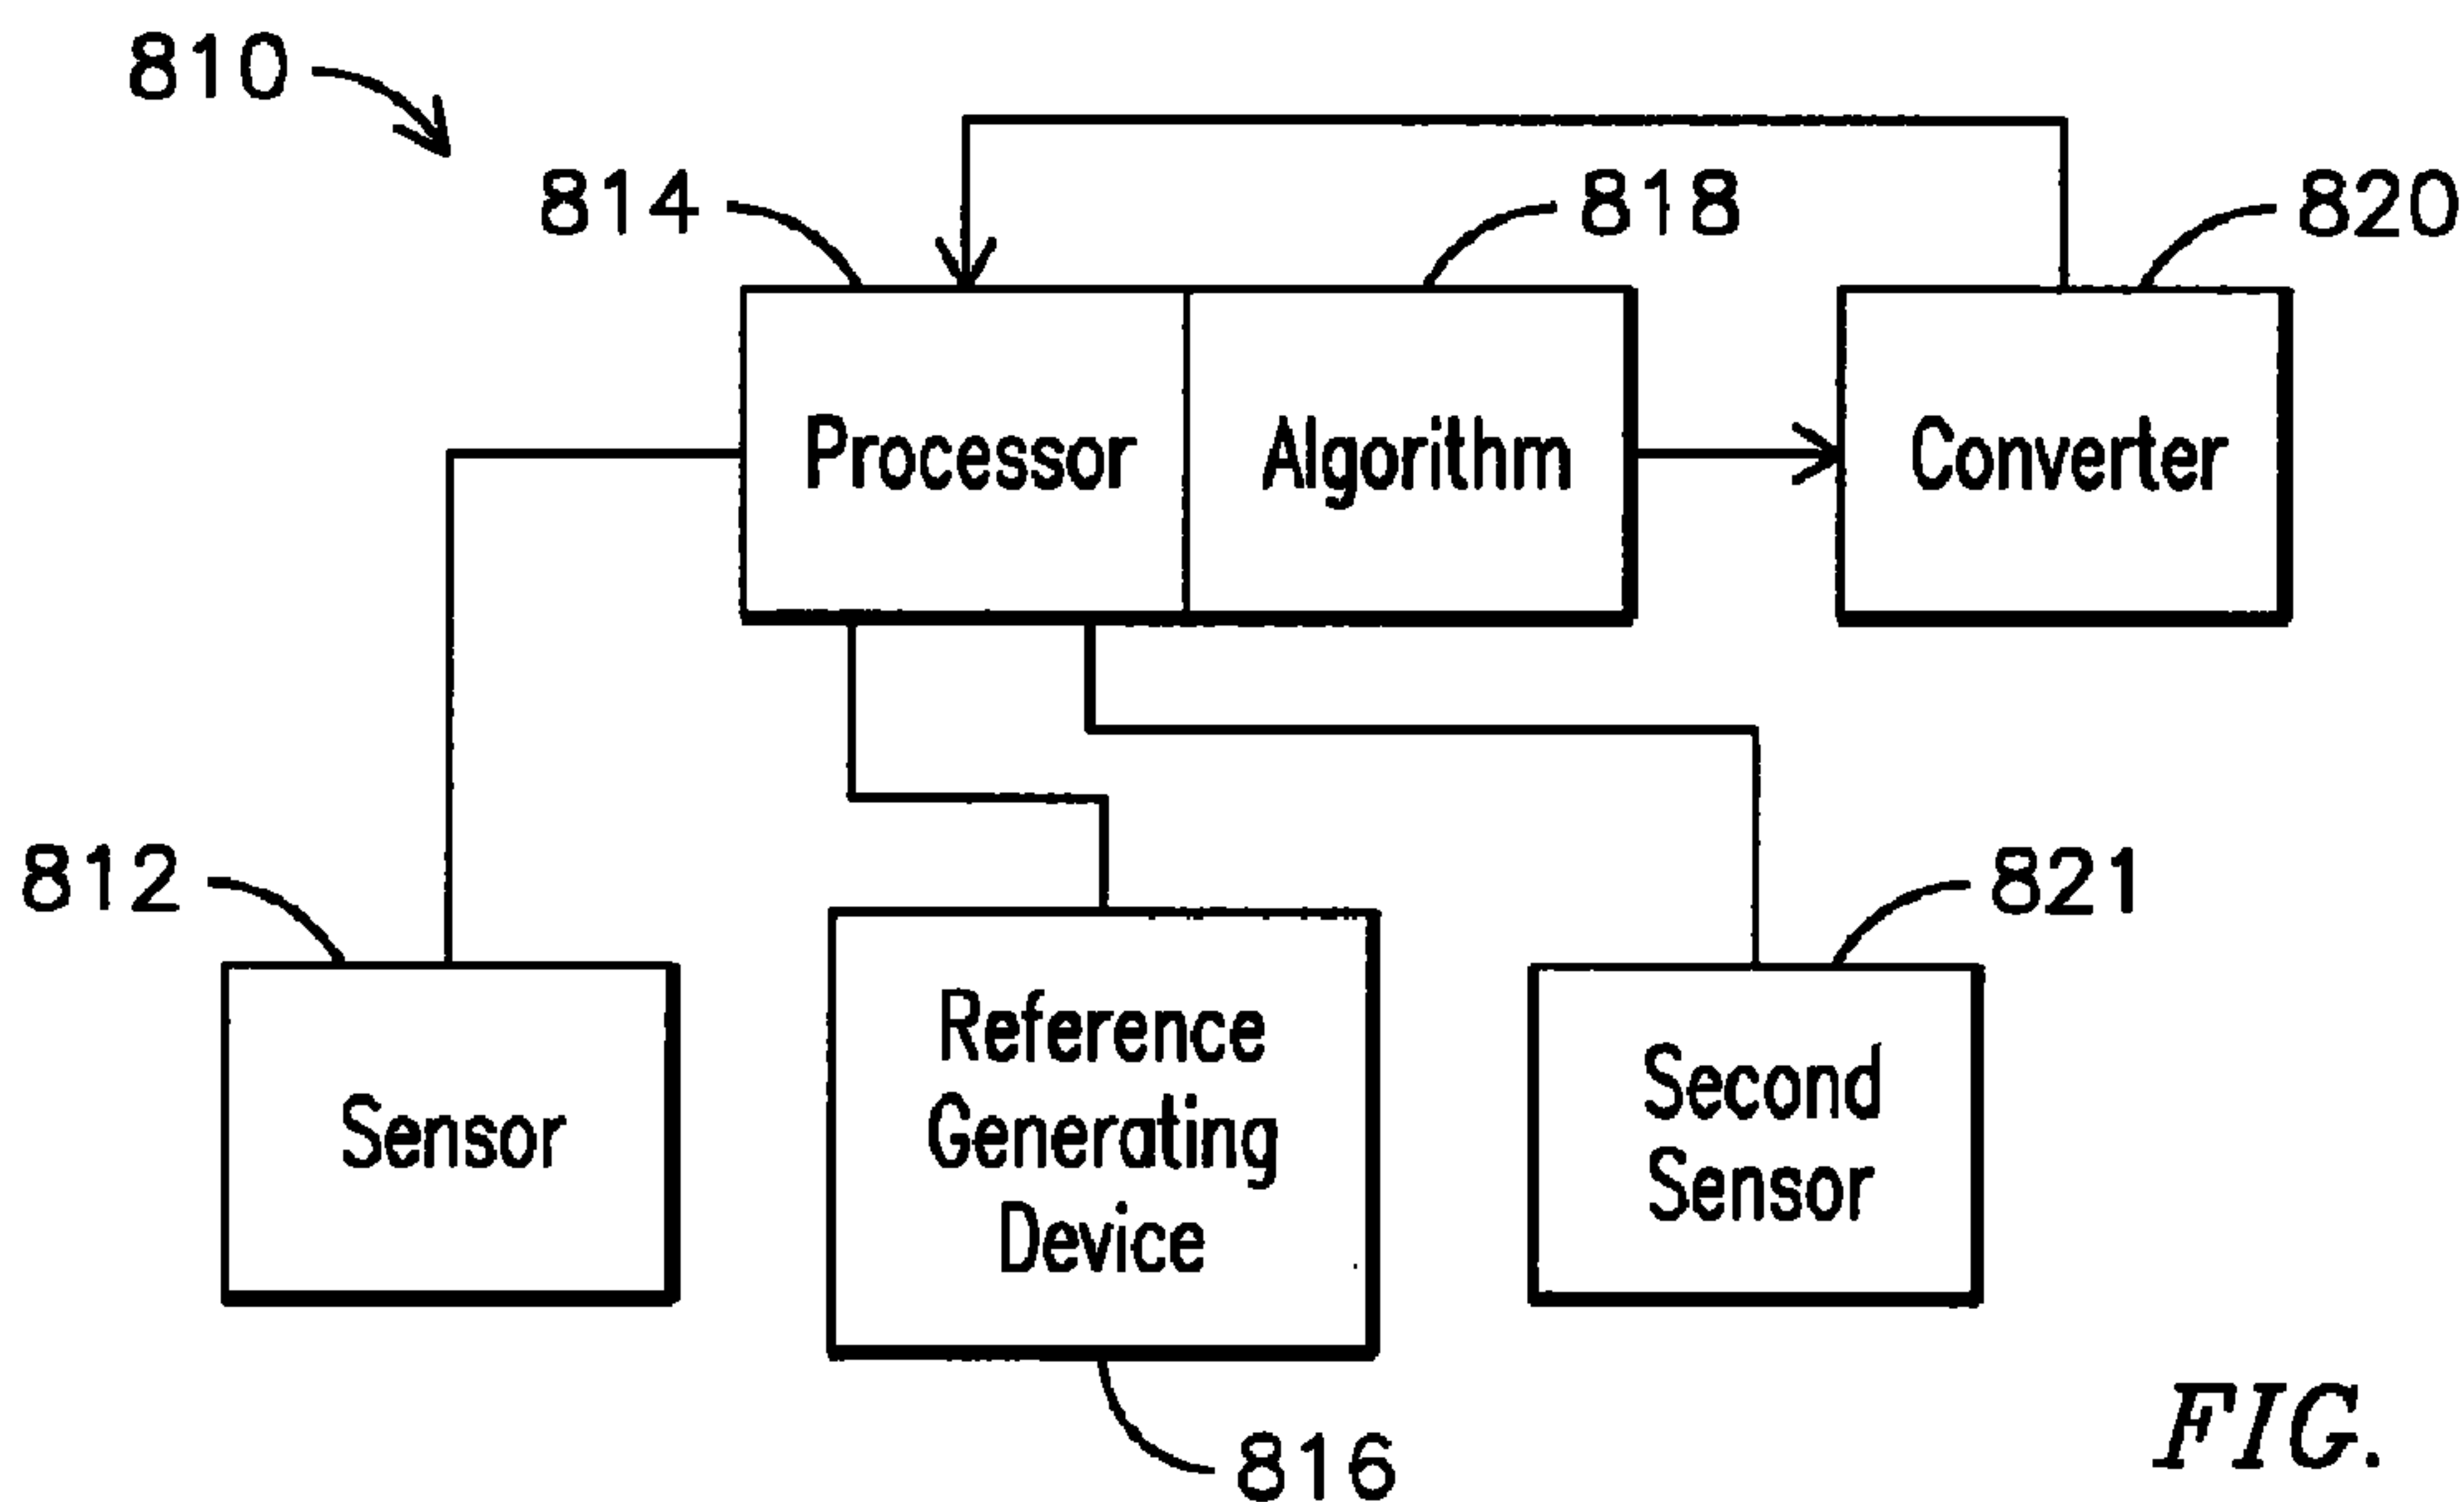 810
814
818
820
Processor
Algorithm
Converter
812
821
Sensor
Reference
Generating
Device
Second
Sensor
816
FIG.